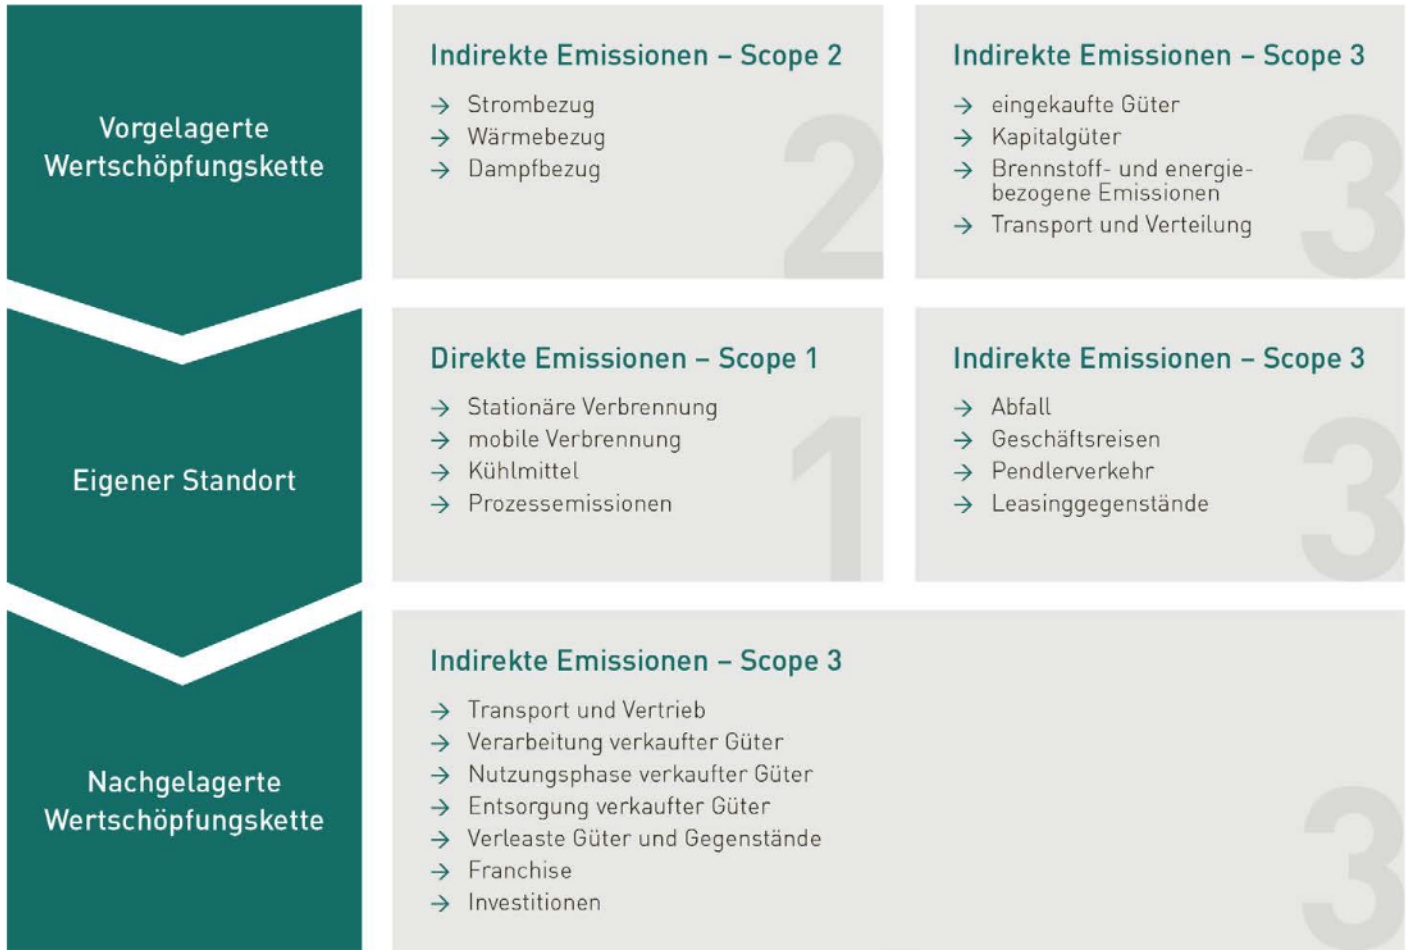 Vorgelagerte
Wertschöpfungskette
Indirekte Emissionen – Scope 2
→ Strombezug
→ Wärmebezug
→ Dampfbezug
2
Indirekte Emissionen – Scope 3
→ eingekaufte Güter
→ Kapitalgüter
→ Brennstoff- und energie-
bezogene Emissionen
→ Transport und Verteilung
3
Eigener Standort
Direkte Emissionen – Scope 1
→ Stationäre Verbrennung
→ mobile Verbrennung
→ Kühlmittel
→ Prozessemissionen
1
Indirekte Emissionen – Scope 3
→ Abfall
→ Geschäftsreisen
→ Pendlerverkehr
→ Leasinggegenstände
3
Nachgelagerte
Wertschöpfungskette
Indirekte Emissionen – Scope 3
→ Transport und Vertrieb
→ Verarbeitung verkaufter Güter
→ Nutzungsphase verkaufter Güter
→ Entsorgung verkaufter Güter
→ Verleaste Güter und Gegenstände
→ Franchise
→ Investitionen
3